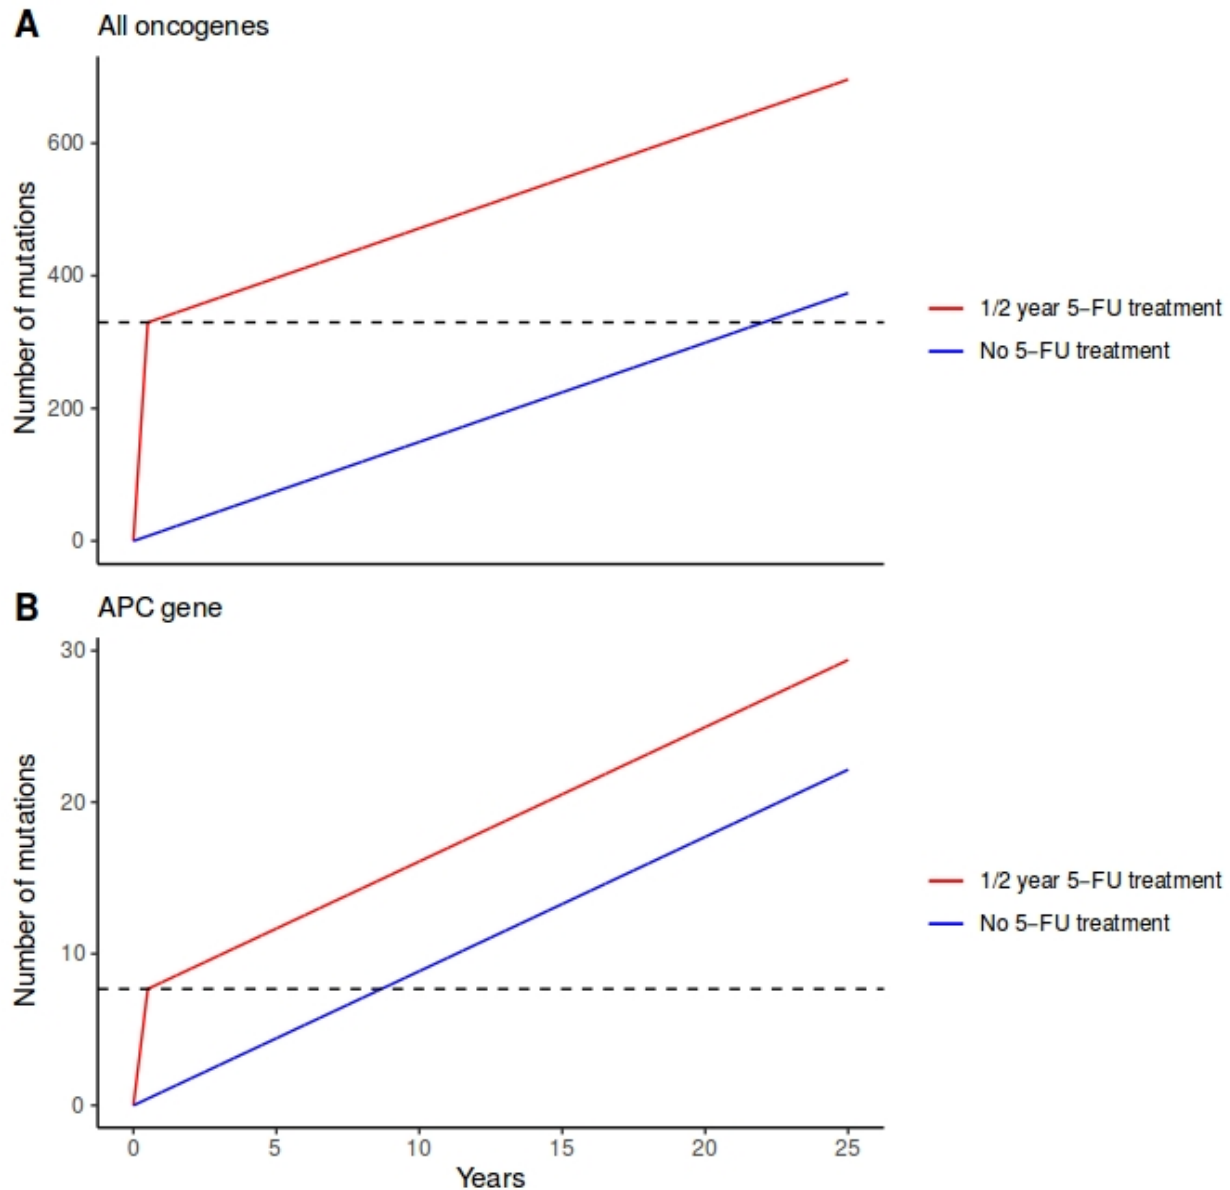 A All oncogenes
600
400
200
0
Number of mutations
1/2 year 5–FU treatment
No 5–FU treatment
B APC gene
30
20
10
0
Number of mutations
1/2 year 5–FU treatment
No 5–FU treatment
0 5 10 15 20 25
Years